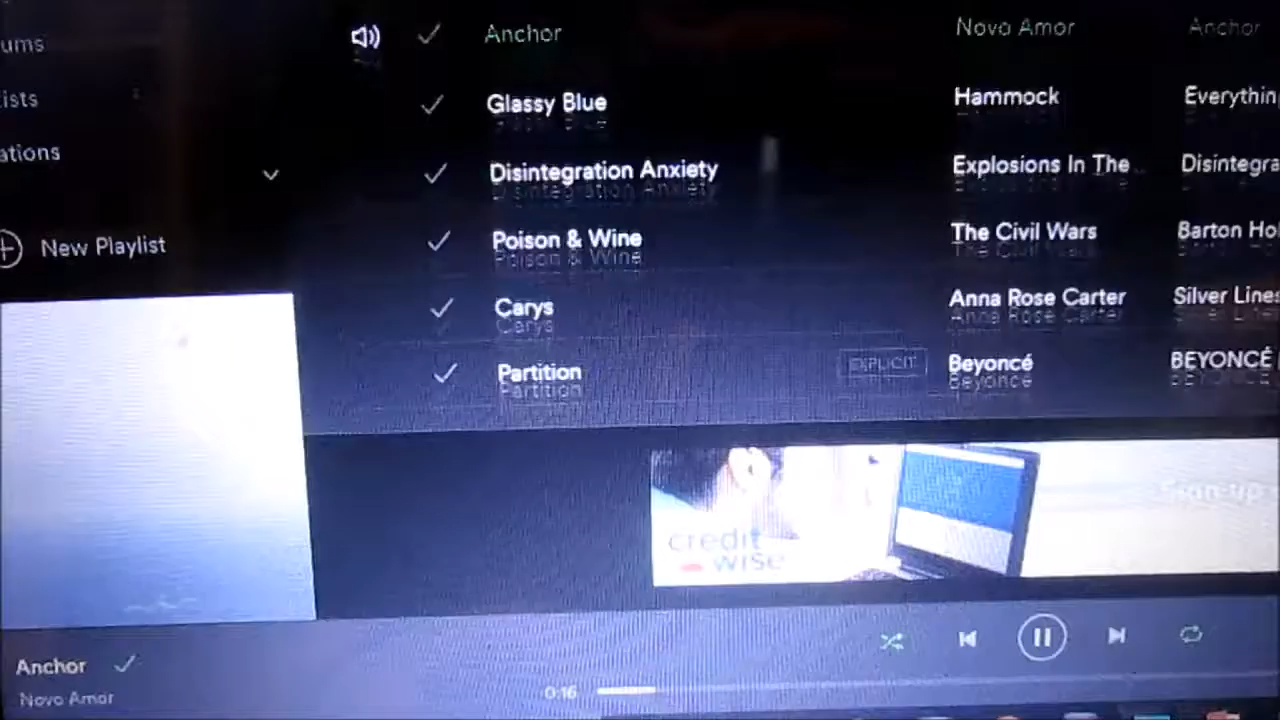 ums
ists
ations
New Playlist
Anchor Novo Amor Anchor
Glassy Blue Hammock Everythin
Disintegration Anxiety Explosions In The Disintegra
Poison & Wine The Civil Wars Barton Hol
Carys Anna Rose Carter Silver Lines
Partition EXPLICIT Beyoncé BEYONCÉ
credit
wise
Sign up
Anchor
Novo Amor
0:16